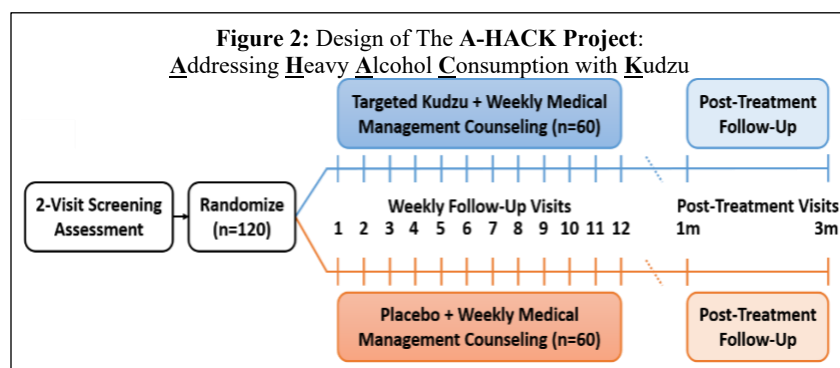 Figure 2: Design of The A-HACK Project:
Addressing Heavy Alcohol Consumption with Kudzu
Targeted Kudzu + Weekly Medical
Management Counseling (n=60)
Post-Treatment
Follow-Up
2-Visit Screening
Assessment
Randomize
(n=120)
Weekly Follow-Up Visits
1 2 3 4 5 6 7 8 9 10 11 12
Post-Treatment Visits
1m 3m
Placebo + Weekly Medical
Management Counseling (n=60)
Post-Treatment
Follow-Up